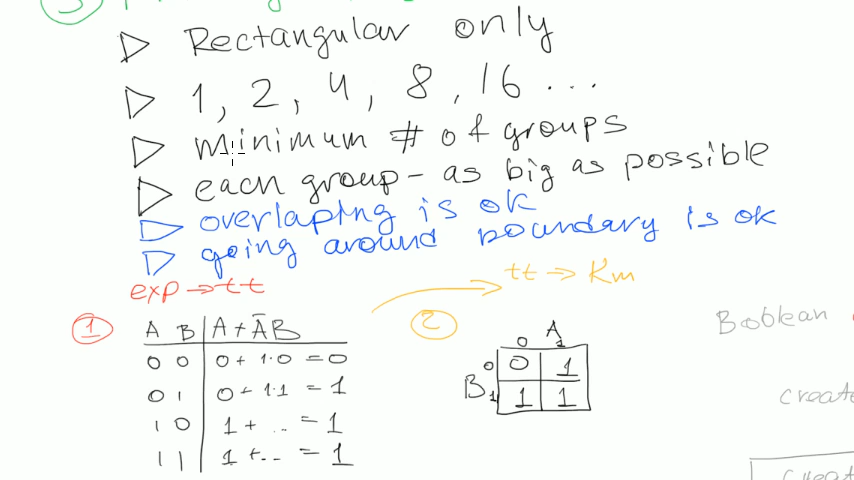 3
Rectangular only
1, 2, 4, 8, 16 ...
minimum # of groups
each group - as big as possible
overlaping is ok
going around boundary is ok
exp → tt
tt → Km
1
A B | A + A̅B
0 0 | 0 + 1·0 = 0
0 1 | 0 + 1·1 = 1
1 0 | 1 + .. = 1
1 1 | 1 + .. = 1
2
A
0 1
B
0 0 1
1 1 1
Boolean
create